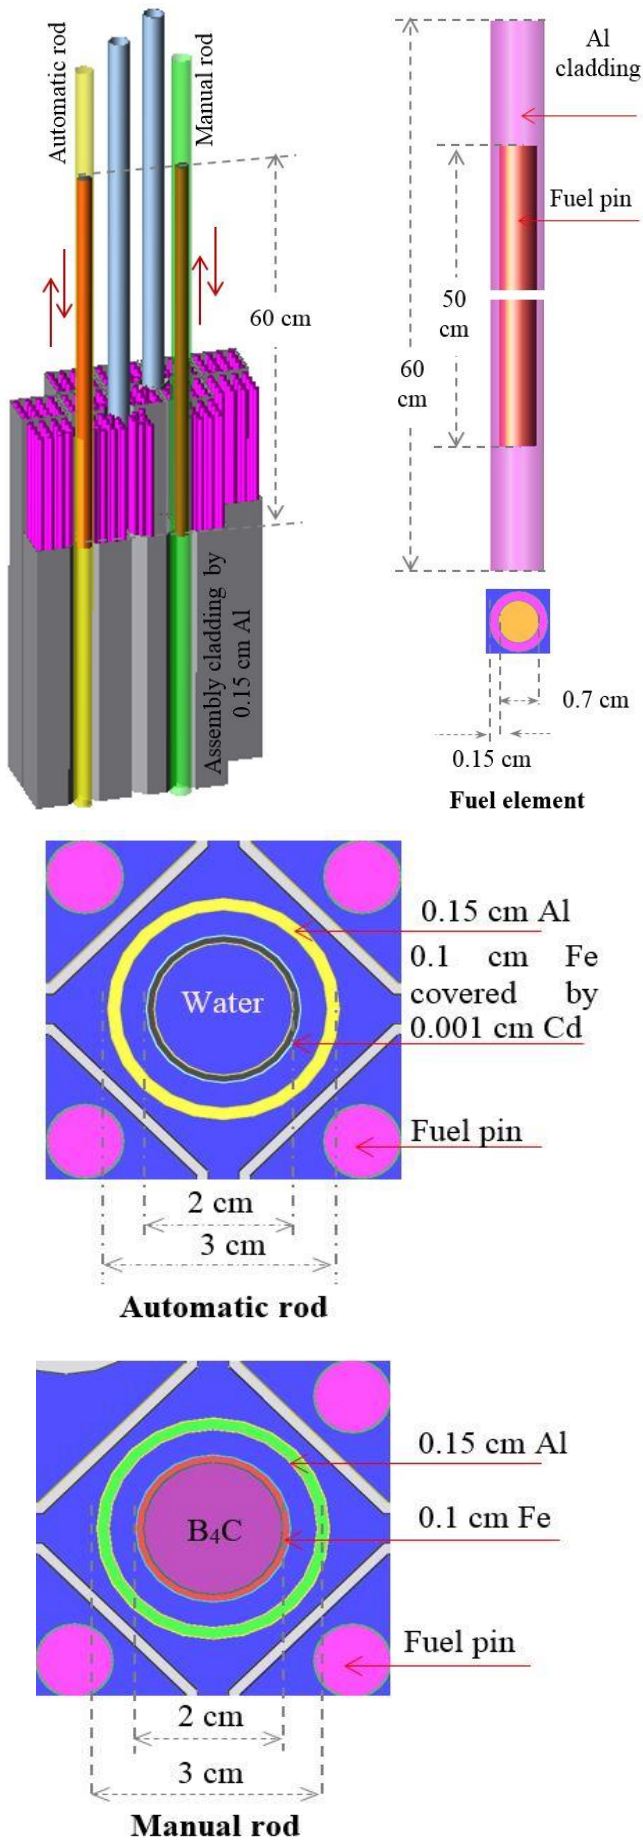 Automatic rod
Manual rod
60 cm
Assembly cladding by
0.15 cm Al
Al
cladding
Fuel pin
50
cm
60
cm
0.7 cm
0.15 cm
Fuel element
0.15 cm Al
0.1 cm Fe
covered by
0.001 cm Cd
Water
Fuel pin
2 cm
3 cm
Automatic rod
0.15 cm Al
0.1 cm Fe
B₄C
Fuel pin
2 cm
3 cm
Manual rod